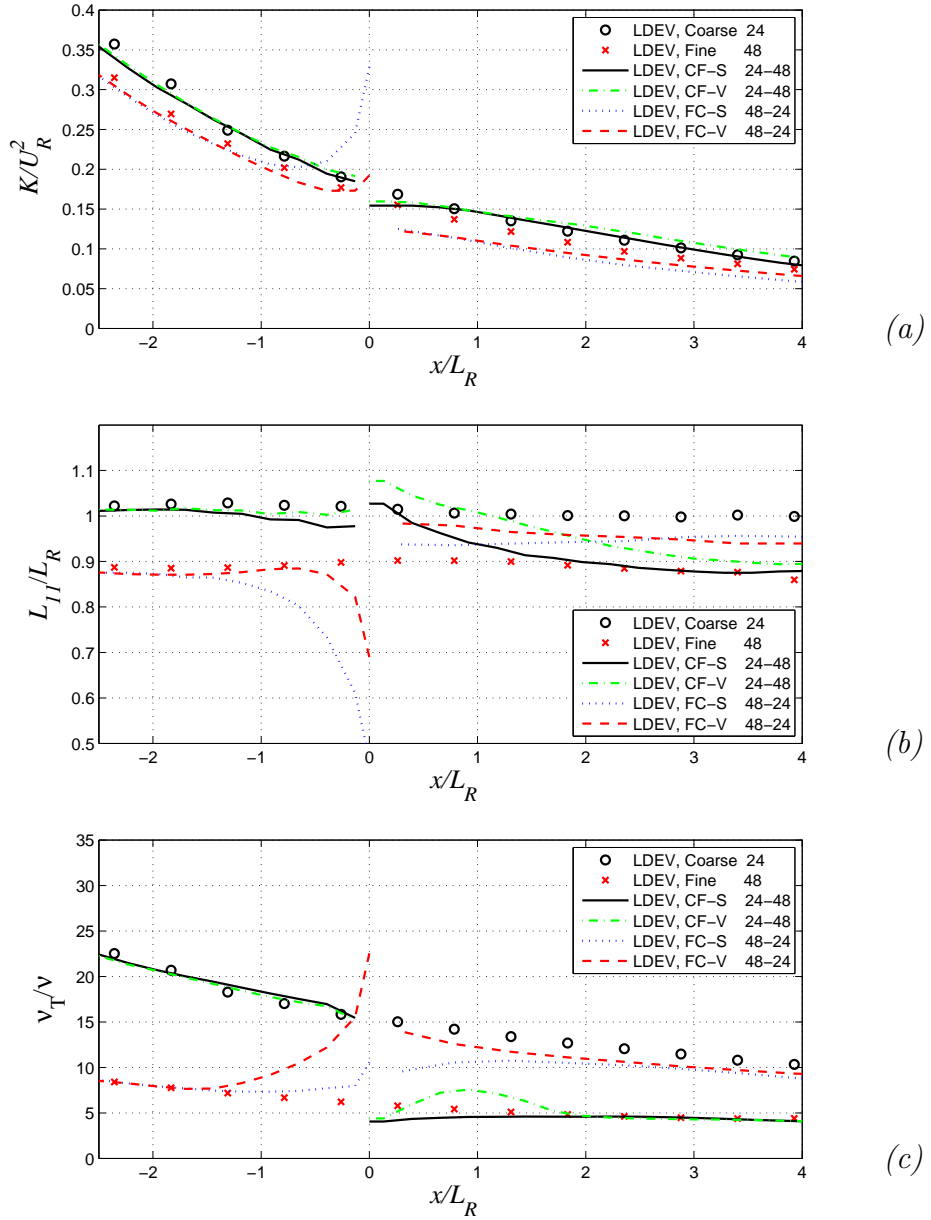 0.4
0.35
0.3
0.25
0.2
0.15
0.1
0.05
0
K/U_R^2
LDEV, Coarse 24
LDEV, Fine 48
LDEV, CF−S 24−48
LDEV, CF−V 24−48
LDEV, FC−S 48−24
LDEV, FC−V 48−24
−2 −1 0 1 2 3 4
x/L_R
(a)
1.1
1
0.9
0.8
0.7
0.6
0.5
L_11/L_R
LDEV, Coarse 24
LDEV, Fine 48
LDEV, CF−S 24−48
LDEV, CF−V 24−48
LDEV, FC−S 48−24
LDEV, FC−V 48−24
−2 −1 0 1 2 3 4
x/L_R
(b)
35
30
25
20
15
10
5
0
ν_T/ν
LDEV, Coarse 24
LDEV, Fine 48
LDEV, CF−S 24−48
LDEV, CF−V 24−48
LDEV, FC−S 48−24
LDEV, FC−V 48−24
−2 −1 0 1 2 3 4
x/L_R
(c)